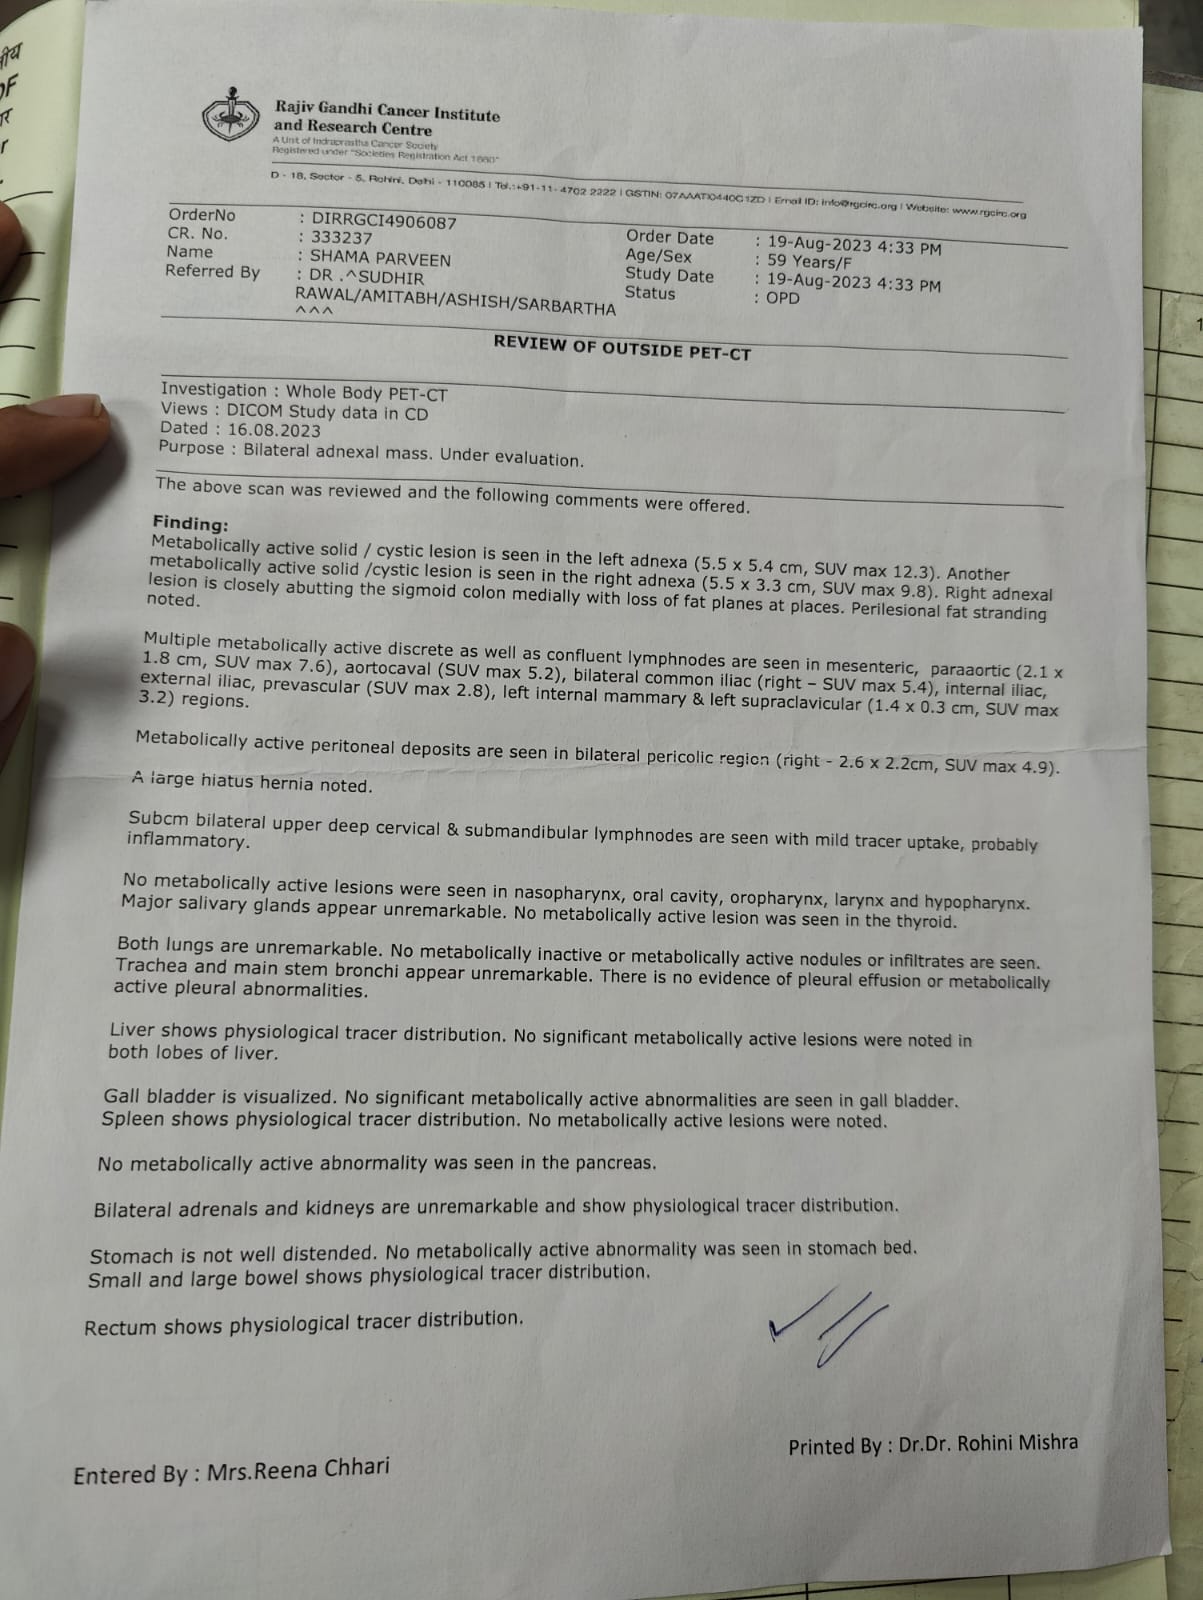 तीय
OF
र
r
Rajiv Gandhi Cancer Institute
and Research Centre
A Unit of Indraprastha Cancer Society
Registered under "Societies Registration Act 1860"
D - 18, Sector - 5, Rohini, Delhi - 110085 | Tel.:+91-11- 4702 2222 | GSTIN: 07AAATI0440C1ZD | Email ID: info@rgcirc.org | Website: www.rgcirc.org
OrderNo : DIRRGCI4906087 Order Date : 19-Aug-2023 4:33 PM
CR. No. : 333237 Age/Sex : 59 Years/F
Name : SHAMA PARVEEN Study Date : 19-Aug-2023 4:33 PM
Referred By : DR .^SUDHIR Status : OPD
RAWAL/AMITABH/ASHISH/SARBARTHA
^^^
REVIEW OF OUTSIDE PET-CT
Investigation : Whole Body PET-CT
Views : DICOM Study data in CD
Dated : 16.08.2023
Purpose : Bilateral adnexal mass. Under evaluation.
The above scan was reviewed and the following comments were offered.
Finding:
Metabolically active solid / cystic lesion is seen in the left adnexa (5.5 x 5.4 cm, SUV max 12.3). Another
metabolically active solid /cystic lesion is seen in the right adnexa (5.5 x 3.3 cm, SUV max 9.8). Right adnexal
lesion is closely abutting the sigmoid colon medially with loss of fat planes at places. Perilesional fat stranding
noted.
Multiple metabolically active discrete as well as confluent lymphnodes are seen in mesenteric, paraaortic (2.1 x
1.8 cm, SUV max 7.6), aortocaval (SUV max 5.2), bilateral common iliac (right – SUV max 5.4), internal iliac,
external iliac, prevascular (SUV max 2.8), left internal mammary & left supraclavicular (1.4 x 0.3 cm, SUV max
3.2) regions.
Metabolically active peritoneal deposits are seen in bilateral pericolic region (right - 2.6 x 2.2cm, SUV max 4.9).
A large hiatus hernia noted.
Subcm bilateral upper deep cervical & submandibular lymphnodes are seen with mild tracer uptake, probably
inflammatory.
No metabolically active lesions were seen in nasopharynx, oral cavity, oropharynx, larynx and hypopharynx.
Major salivary glands appear unremarkable. No metabolically active lesion was seen in the thyroid.
Both lungs are unremarkable. No metabolically inactive or metabolically active nodules or infiltrates are seen.
Trachea and main stem bronchi appear unremarkable. There is no evidence of pleural effusion or metabolically
active pleural abnormalities.
Liver shows physiological tracer distribution. No significant metabolically active lesions were noted in
both lobes of liver.
Gall bladder is visualized. No significant metabolically active abnormalities are seen in gall bladder.
Spleen shows physiological tracer distribution. No metabolically active lesions were noted.
No metabolically active abnormality was seen in the pancreas.
Bilateral adrenals and kidneys are unremarkable and show physiological tracer distribution.
Stomach is not well distended. No metabolically active abnormality was seen in stomach bed.
Small and large bowel shows physiological tracer distribution.
Rectum shows physiological tracer distribution.
Printed By : Dr.Dr. Rohini Mishra
Entered By : Mrs.Reena Chhari